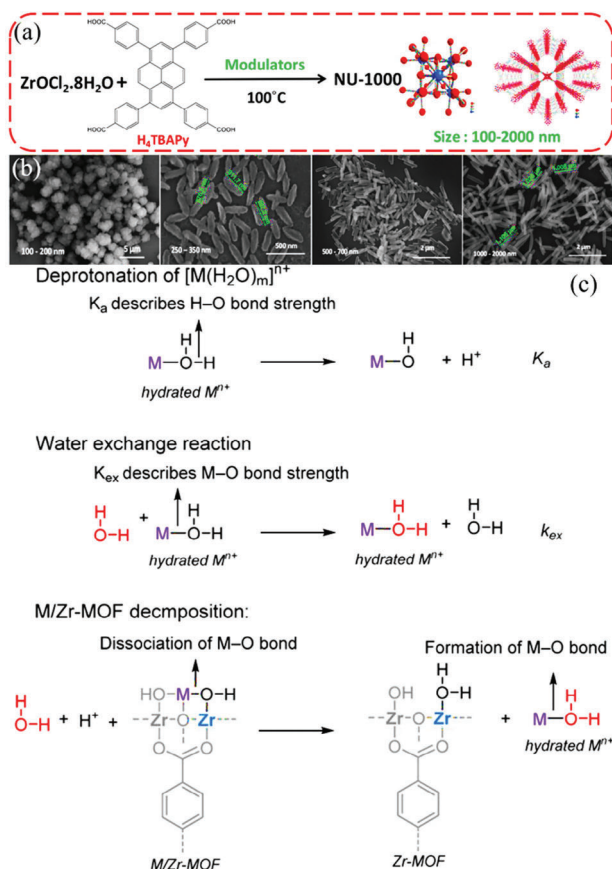 (a)
HOOC
COOH
ZrOCl₂.8H₂O +
HOOC
COOH
H₄TBAPy
Modulators
100°C
NU-1000
Size : 100-2000 nm
(b)
100 - 200 nm
5 µm
250 – 350 nm
500 nm
500 - 700 nm
2 µm
1000 -2000 nm
2 µm
(c)
Deprotonation of [M(H₂O)ₘ]ⁿ⁺
Kₐ describes H–O bond strength
H
M–O–H
hydrated Mⁿ⁺
H
M–O + H⁺
Kₐ
Water exchange reaction
Kₑₓ describes M–O bond strength
H
O–H
+
H
M–O–H
hydrated Mⁿ⁺
H
M–O–H
hydrated Mⁿ⁺
+
H
O–H
kₑₓ
M/Zr-MOF decmposition:
Dissociation of M–O bond
Formation of M–O bond
H
O–H
+ H⁺ +
HO–M–O–H
Zr–O–Zr
O O
M/Zr-MOF
H
OH O–H
Zr–O–Zr
O O
Zr-MOF
+
H
M–O–H
hydrated Mⁿ⁺